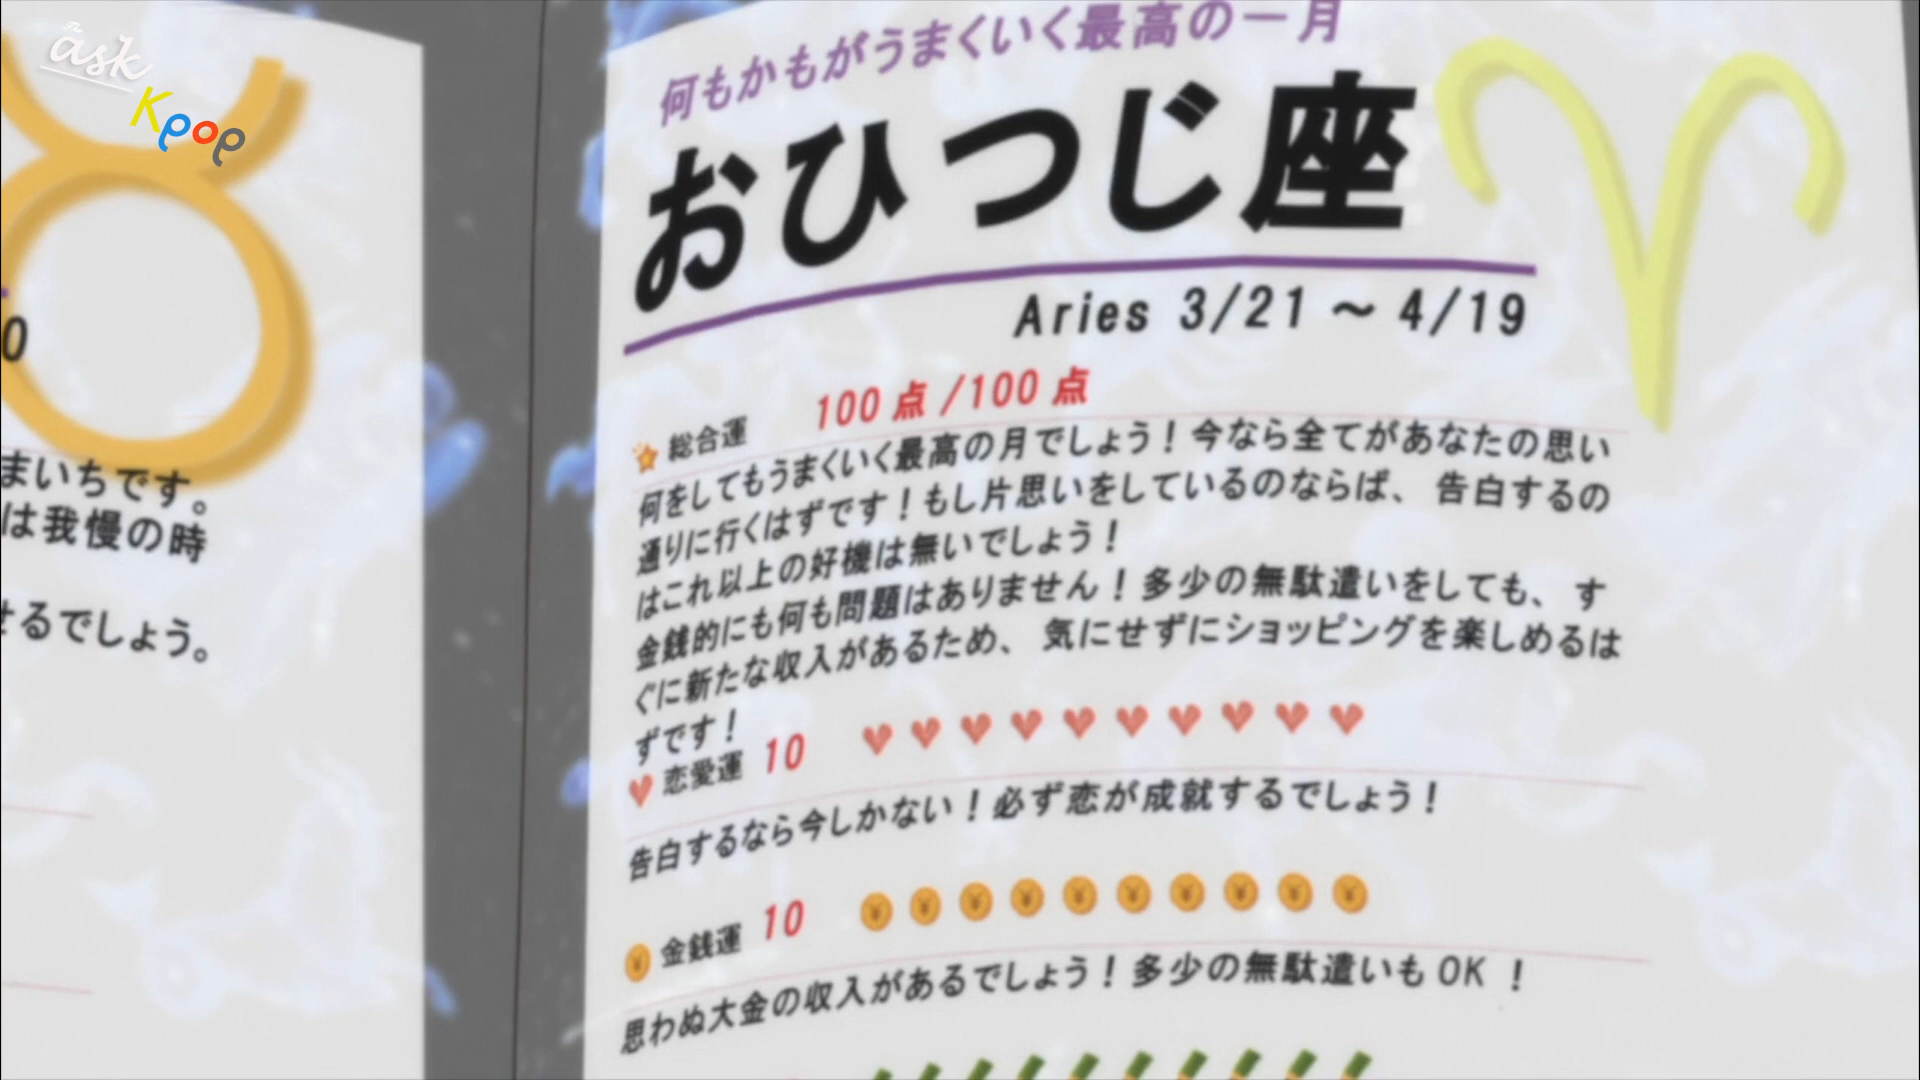 The
ask
Kpop
0
まいちです。
は我慢の時
せるでしょう。
何もかもがうまくいく最高の一月
おひつじ座
Aries 3/21 ～ 4/19
総合運 100 点 /100 点
何をしてもうまくいく最高の月でしょう！今なら全てがあなたの思い
通りに行くはずです！もし片思いをしているのならば、告白するの
はこれ以上の好機は無いでしょう！
金銭的にも何も問題はありません！多少の無駄遣いをしても、す
ぐに新たな収入があるため、気にせずにショッピングを楽しめるは
ずです！
恋愛運 10
告白するなら今しかない！必ず恋が成就するでしょう！
金銭運 10
思わぬ大金の収入があるでしょう！多少の無駄遣いも OK ！